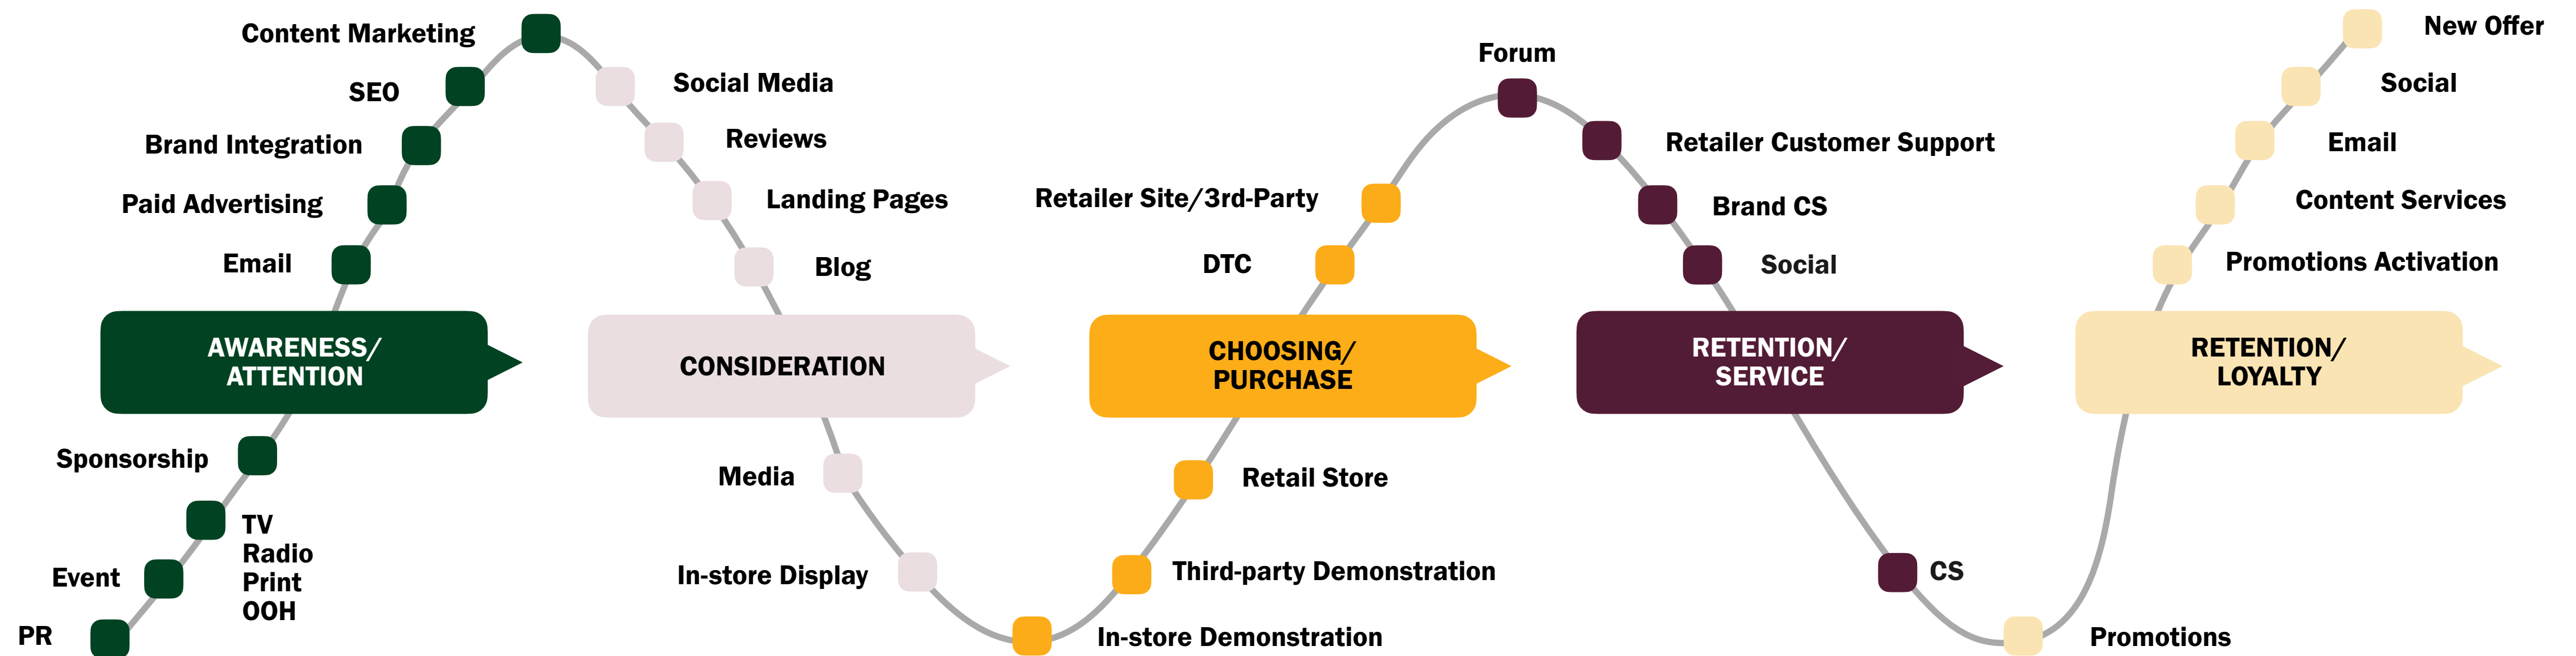 Content Marketing
SEO
Brand Integration
Paid Advertising
Email
AWARENESS/
ATTENTION
Sponsorship
TV
Radio
Print
OOH
Event
PR
Social Media
Reviews
Landing Pages
Blog
CONSIDERATION
Media
In-store Display
Retailer Site/3rd-Party
DTC
CHOOSING/
PURCHASE
Retail Store
Third-party Demonstration
In-store Demonstration
Forum
Retailer Customer Support
Brand CS
Social
RETENTION/
SERVICE
CS
New Offer
Social
Email
Content Services
Promotions Activation
RETENTION/
LOYALTY
Promotions